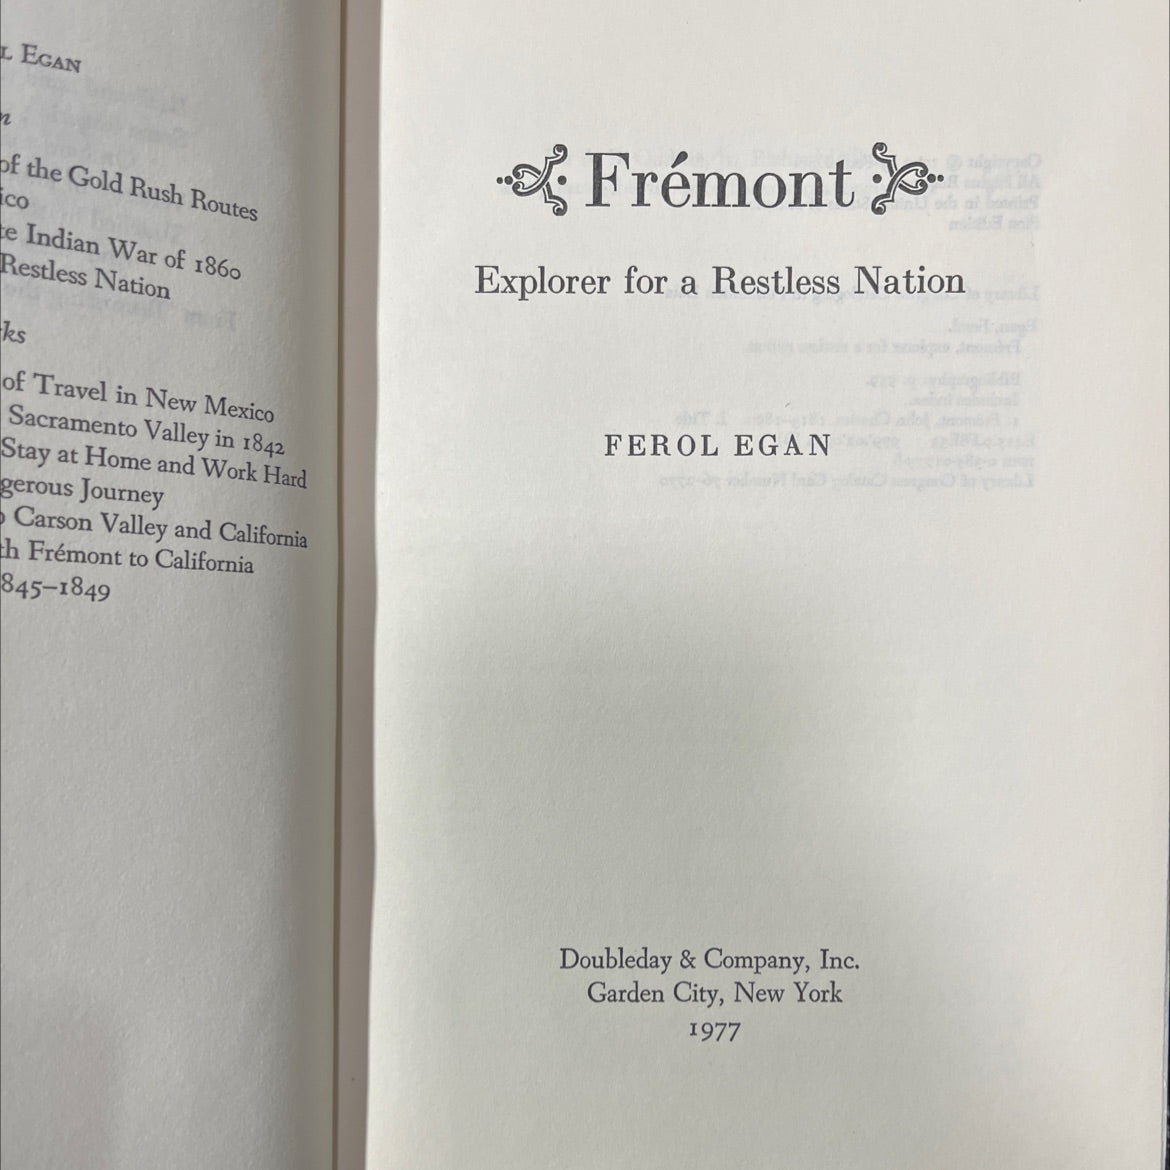 L EGAN
n
of the Gold Rush Routes
ico
te Indian War of 1860
Restless Nation
ks
of Travel in New Mexico
Sacramento Valley in 1842
Stay at Home and Work Hard
gerous Journey
o Carson Valley and California
th Frémont to California
845–1849
Frémont
Explorer for a Restless Nation
FEROL EGAN
Doubleday & Company, Inc.
Garden City, New York
1977